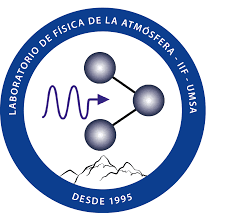 LABORATORIO DE FÍSICA DE LA ATMÓSFERA - IIF - UMSA
DESDE 1995